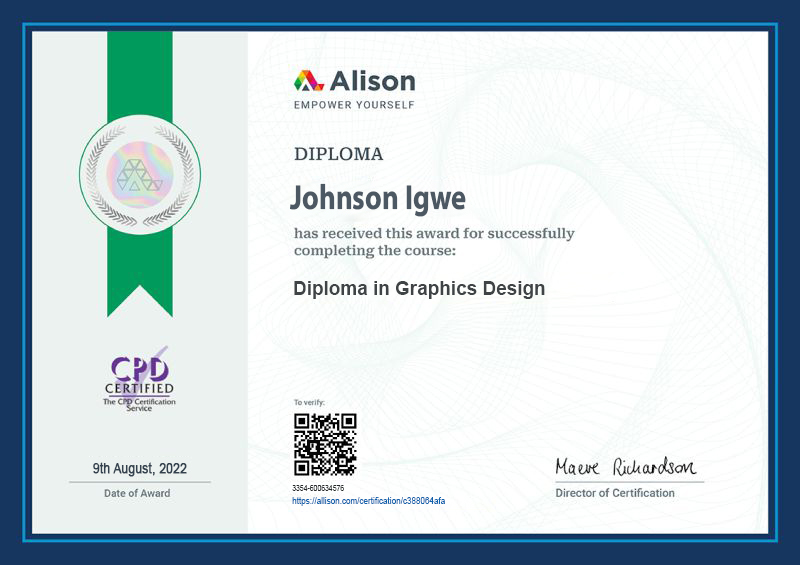 Alison
EMPOWER YOURSELF
DIPLOMA
Johnson Igwe
has received this award for successfully
completing the course:
Diploma in Graphics Design
CPD
CERTIFIED
The CPD Certification
Service
9th August, 2022
Date of Award
To verify:
3354-600634576
https://allison.com/certification/c388064afa
Maeve Richardson
Director of Certification